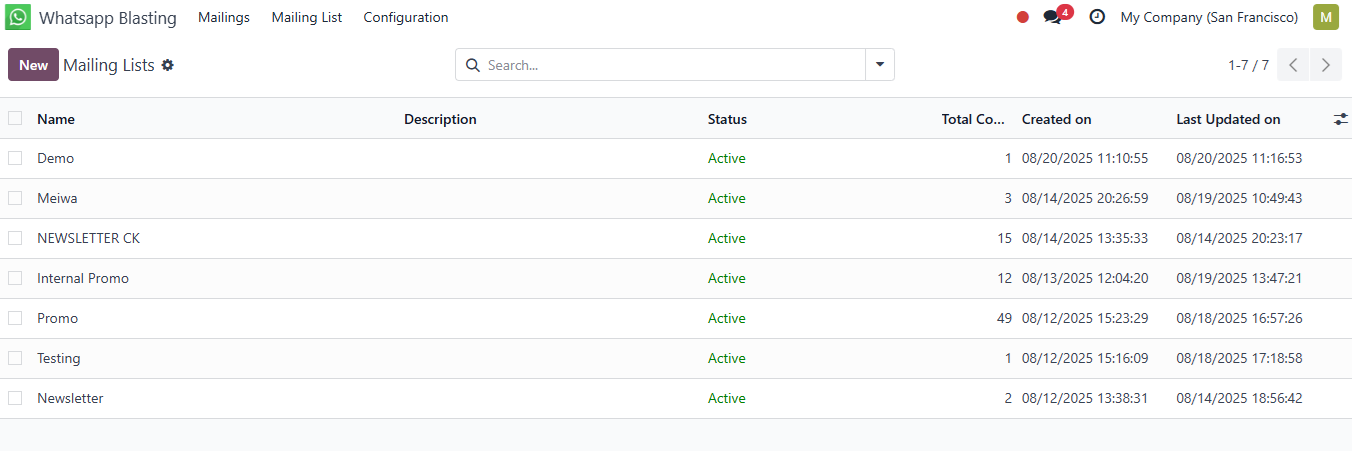 Whatsapp Blasting Mailings Mailing List Configuration 4 My Company (San Francisco) M
New Mailing Lists Search... 1-7 / 7
Name Description Status Total Co... Created on Last Updated on
Demo Active 1 08/20/2025 11:10:55 08/20/2025 11:16:53
Meiwa Active 3 08/14/2025 20:26:59 08/19/2025 10:49:43
NEWSLETTER CK Active 15 08/14/2025 13:35:33 08/14/2025 20:23:17
Internal Promo Active 12 08/13/2025 12:04:20 08/19/2025 13:47:21
Promo Active 49 08/12/2025 15:23:29 08/18/2025 16:57:26
Testing Active 1 08/12/2025 15:16:09 08/18/2025 17:18:58
Newsletter Active 2 08/12/2025 13:38:31 08/14/2025 18:56:42